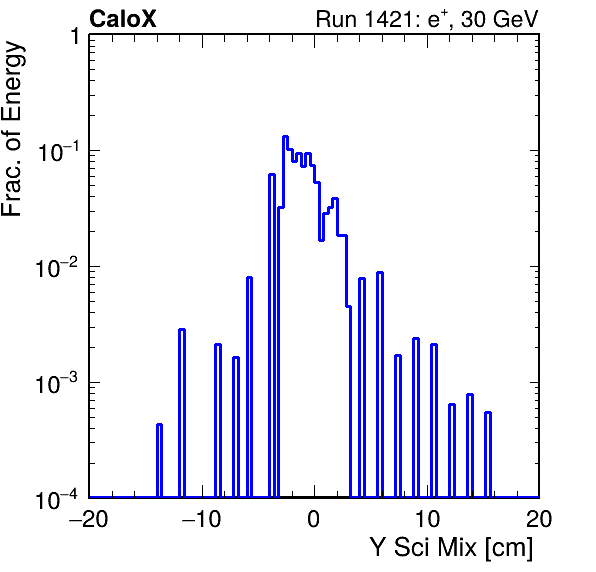 CaloX Run 1421: e⁺, 30 GeV
Frac. of Energy
1
10⁻¹
10⁻²
10⁻³
10⁻⁴
−20 −10 0 10 20
Y Sci Mix [cm]